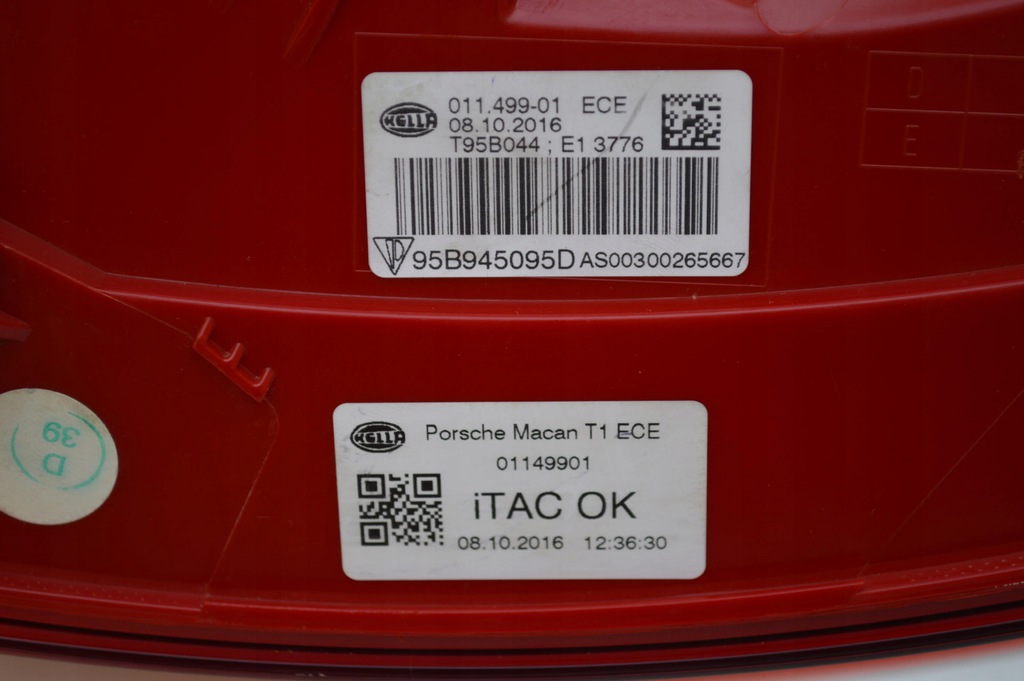 HELLA
011.499-01 ECE
08.10.2016
T95B044 ; E1 3776
95B945095D AS00300265667
D
E
HELLA
Porsche Macan T1 ECE
01149901
iTAC OK
08.10.2016 12:36:30
D
39